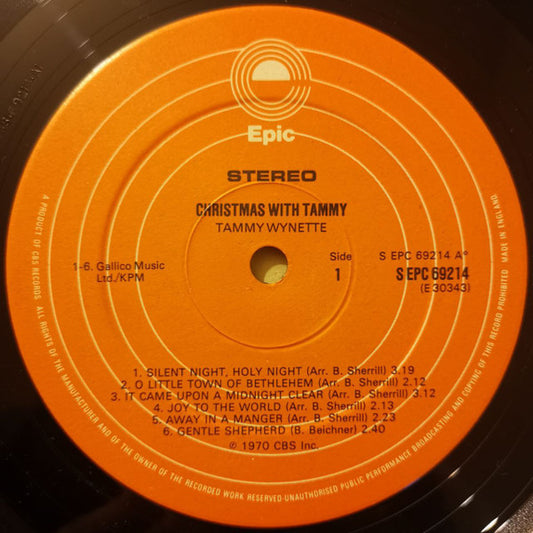 Epic
STEREO
CHRISTMAS WITH TAMMY
TAMMY WYNETTE
1-6. Gallico Music
Ltd./KPM
Side
1
S EPC 69214 A°
S EPC 69214
(E 30343)
1. SILENT NIGHT, HOLY NIGHT (Arr. B. Sherrill) 3.19
2. O LITTLE TOWN OF BETHLEHEM (Arr. B. Sherrill) 2.12
3. IT CAME UPON A MIDNIGHT CLEAR (Arr. B. Sherrill) 3.12
4. JOY TO THE WORLD (Arr. B. Sherrill) 2.13
5. AWAY IN A MANGER (Arr. B. Sherrill) 2.23
6. GENTLE SHEPHERD (B. Beichner) 2.40
℗ 1970 CBS Inc.
A PRODUCT OF CBS RECORDS ALL RIGHTS OF THE MANUFACTURER AND OF THE OWNER OF THE RECORDED WORK RESERVED-UNAUTHORISED PUBLIC PERFORMANCE BROADCASTING AND COPYING OF THIS RECORD PROHIBITED MADE IN ENGLAND.